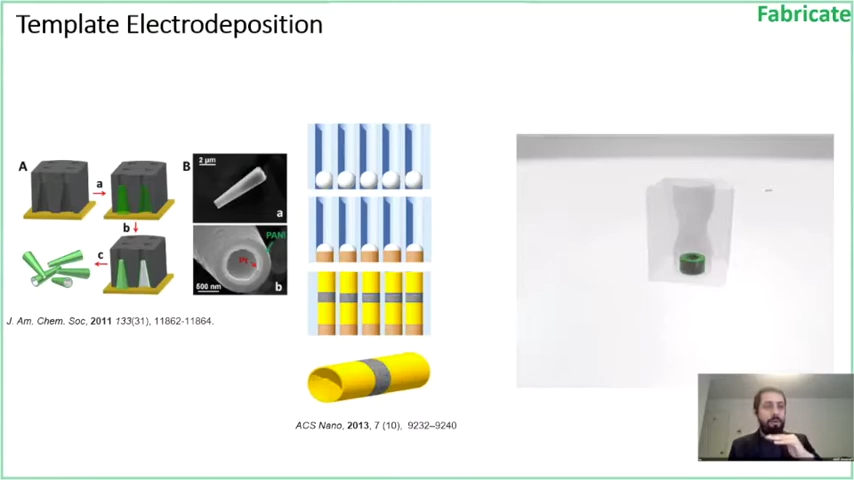 Fabricate
Template Electrodeposition
A
a
B
2 µm
a
b
c
PANI
Pt
500 nm
b
J. Am. Chem. Soc, 2011 133(31), 11862-11864.
ACS Nano, 2013, 7 (10), 9232–9240